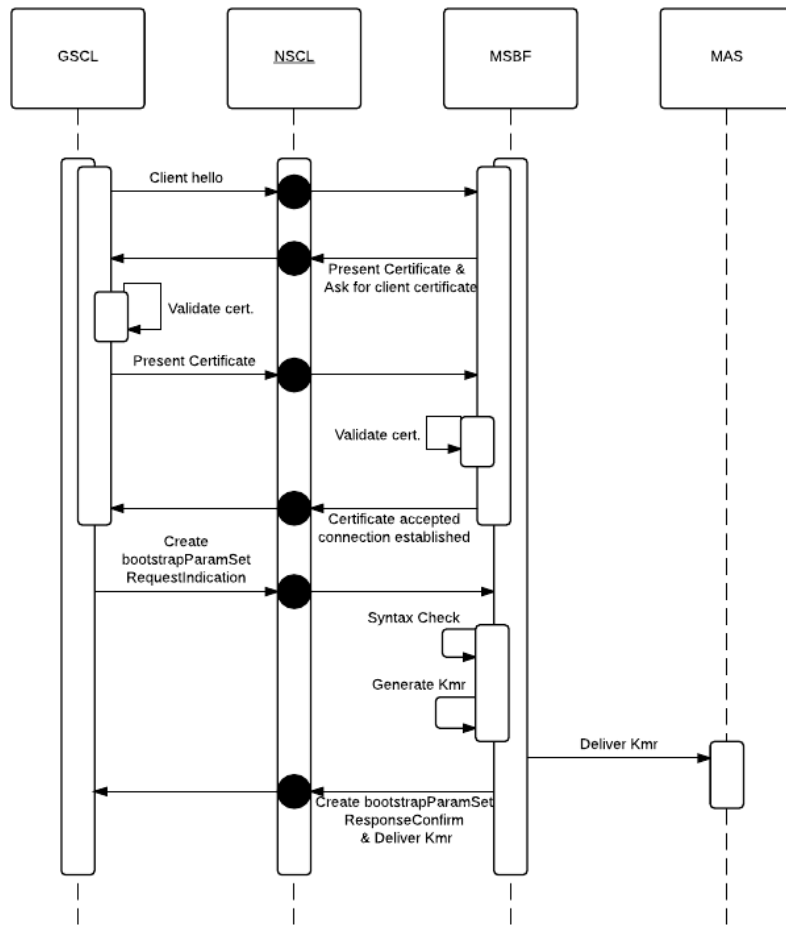 GSCL
NSCL
MSBF
MAS
Client hello
Present Certificate &
Ask for client certificate
Validate cert.
Present Certificate
Validate cert.
Certificate accepted
connection established
Create
bootstrapParamSet
RequestIndication
Syntax Check
Generate Kmr
Deliver Kmr
Create bootstrapParamSet
ResponseConfirm
& Deliver Kmr